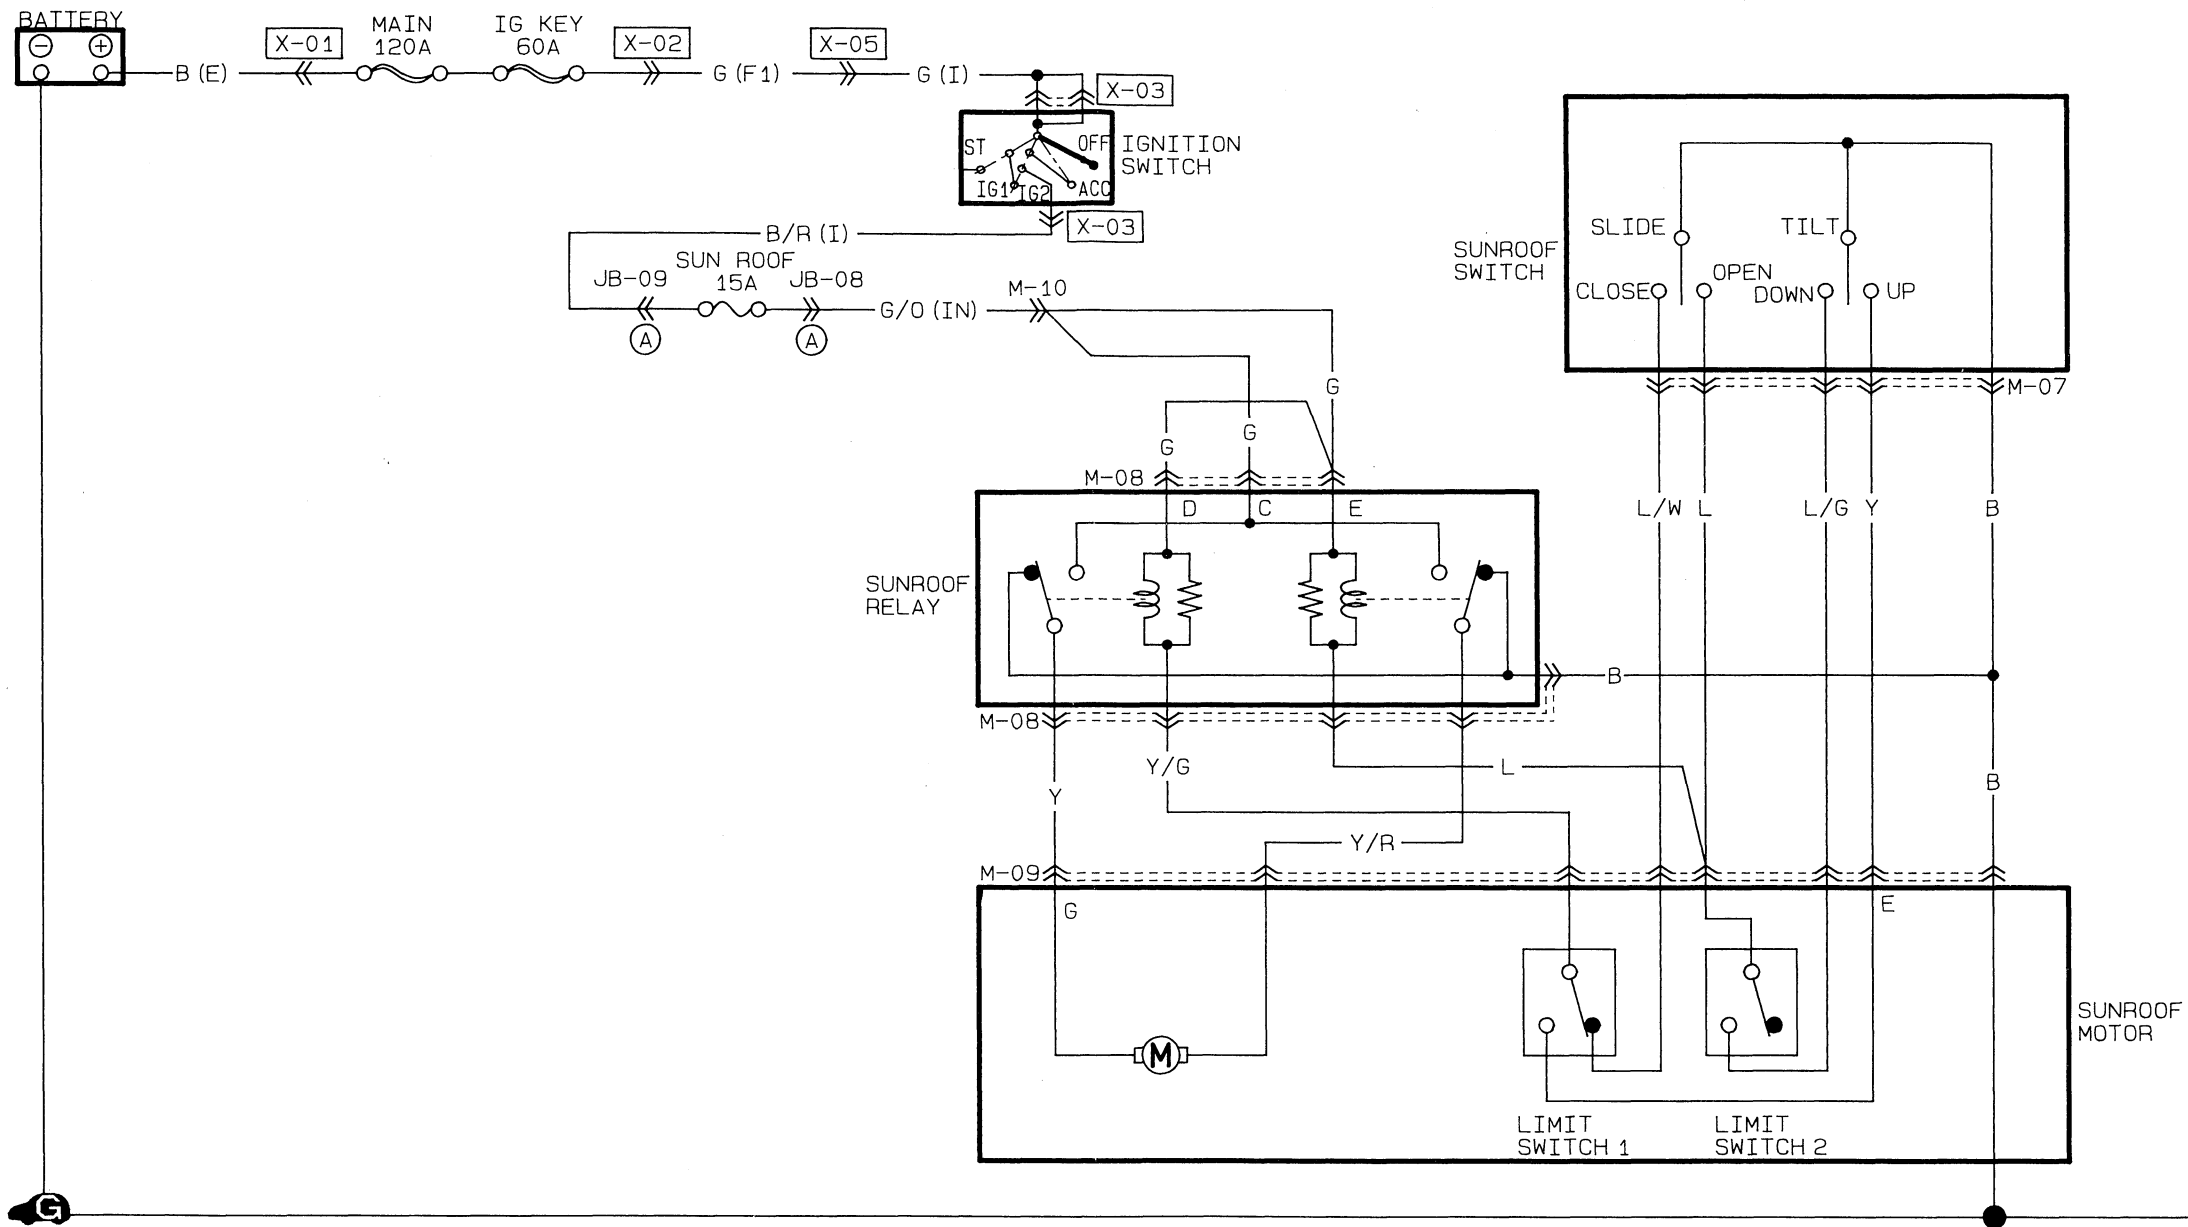 BATTERY
− +
B (E)
X-01
MAIN
120A
IG KEY
60A
X-02
G (F1)
X-05
G (I)
X-03
ST
OFF
IG1
IG2
ACC
IGNITION
SWITCH
X-03
B/R (I)
JB-09
SUN ROOF
15A
JB-08
A
A
G/O (IN)
M-10
G
G
G
M-08
D
C
E
SUNROOF
RELAY
M-08
B
SUNROOF
SWITCH
SLIDE
TILT
CLOSE
OPEN
DOWN
UP
M-07
L/W
L
L/G
Y
B
Y
Y/G
L
Y/R
B
M-09
G
E
M
LIMIT
SWITCH 1
LIMIT
SWITCH 2
SUNROOF
MOTOR
G